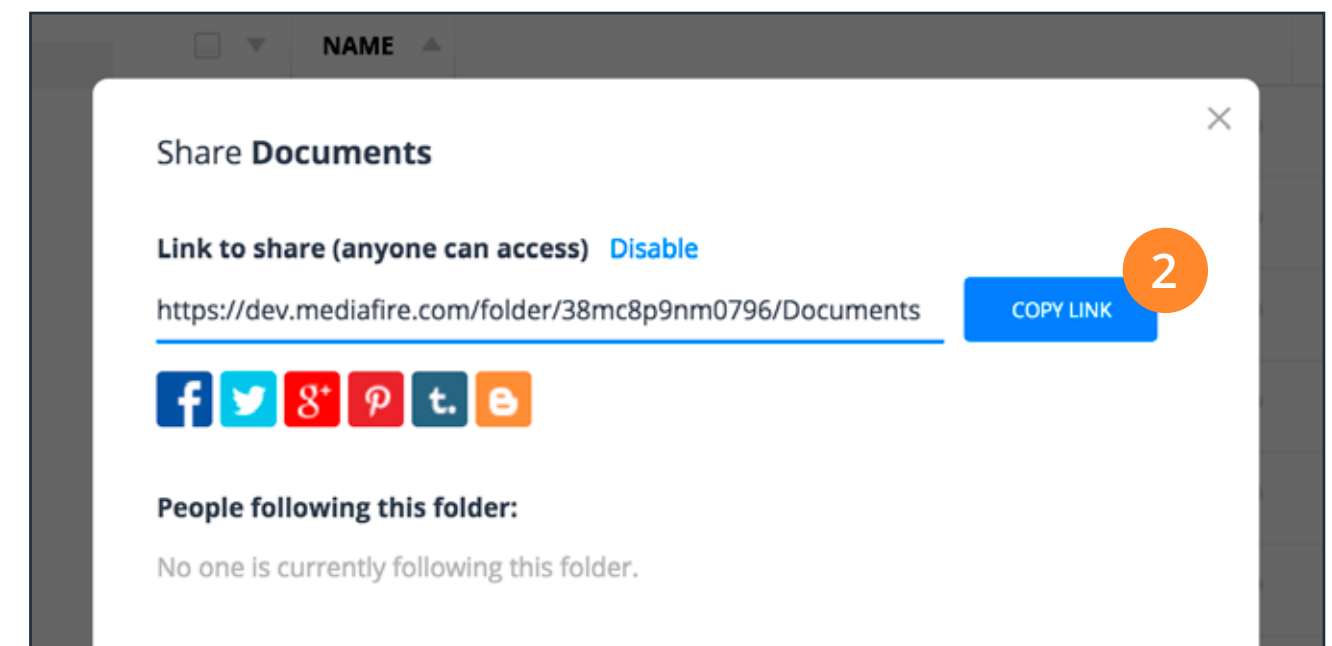 NAME
Share Documents
Link to share (anyone can access) Disable
2
https://dev.mediafire.com/folder/38mc8p9nm0796/Documents COPY LINK
f g+ t.
People following this folder:
No one is currently following this folder.